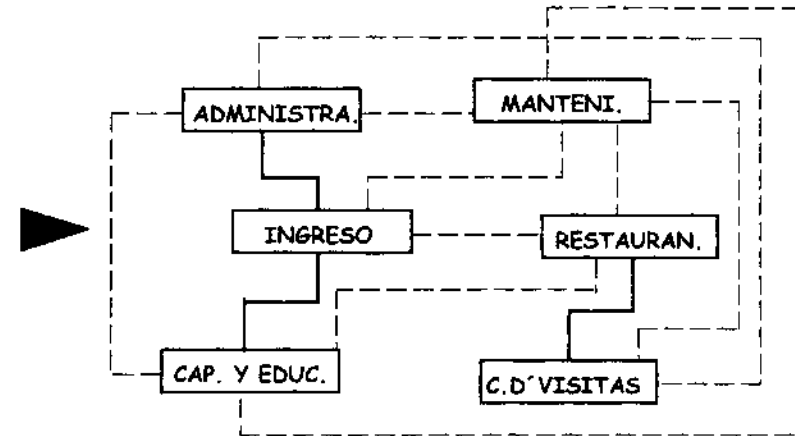 ADMINISTRA.
MANTENI.
INGRESO
RESTAURAN.
CAP. Y EDUC.
C.D´VISITAS